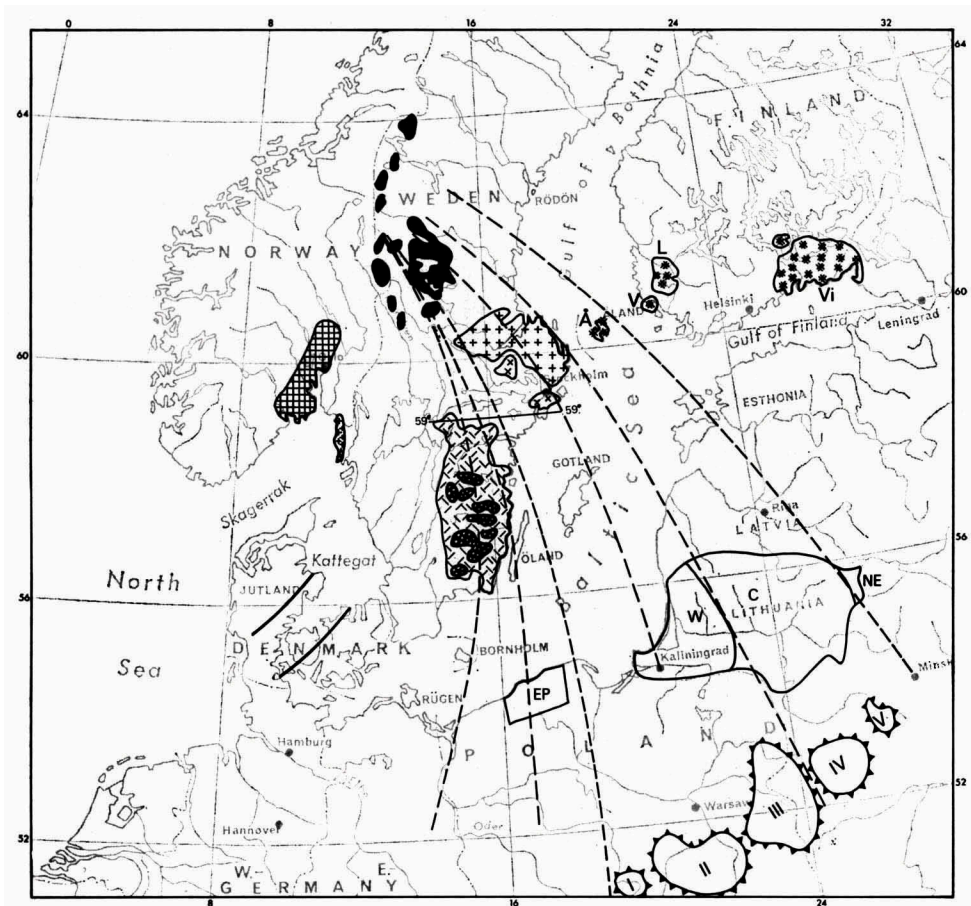 0 8 16 24 32
64
64
FINLAND
Gulf of Bothnia
WEDEN
RÖDÖN
NORWAY
L
V
ÅLAND
Å
Helsinki
Vi
60
Gulf of Finland
Leningrad
60
Stockholm
59°
59°
ESTHONIA
Baltic Sea
GOTLAND
Skagerrak
Riga
LATVIA
Kattegat
ÖLAND
56
North
JUTLAND
56
NE
C
W
LITHUANIA
DENMARK
BORNHOLM
Kaliningrad
Sea
Minsk
EP
RÜGEN
V
POLAND
Hamburg
IV
52
Warsaw
III
Hannover
Oder
52
II
W. E.
GERMANY
I
8 16 24